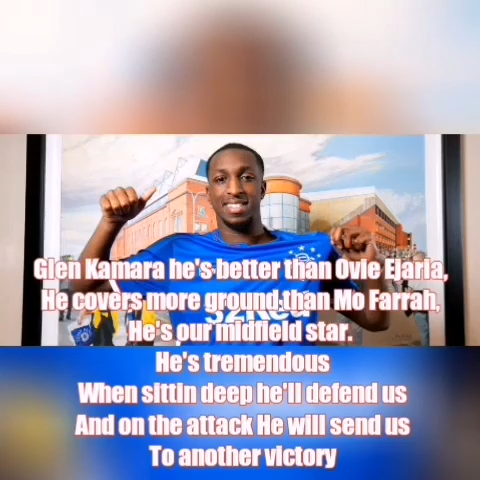 Glen Kamara he's better than Ovie Ejaria,
He covers more ground than Mo Farrah,
He's our midfield star.
He's tremendous
When sittin deep he'll defend us
And on the attack He will send us
To another victory